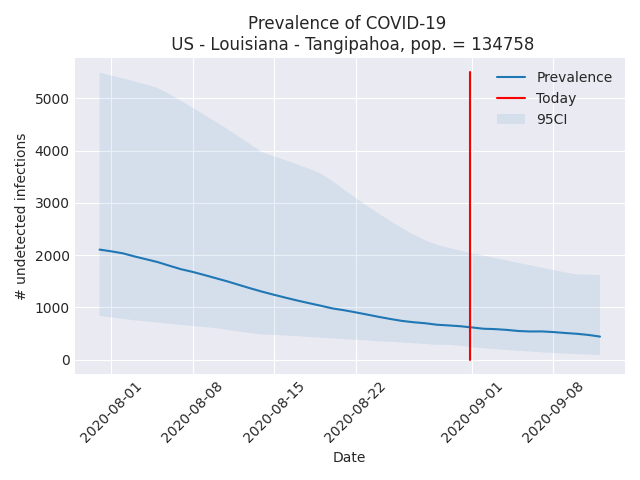 Prevalence of COVID-19
US - Louisiana - Tangipahoa, pop. = 134758
Prevalence
Today
95CI
# undetected infections
5000
4000
3000
2000
1000
0
2020-08-01
2020-08-08
2020-08-15
2020-08-22
2020-09-01
2020-09-08
Date